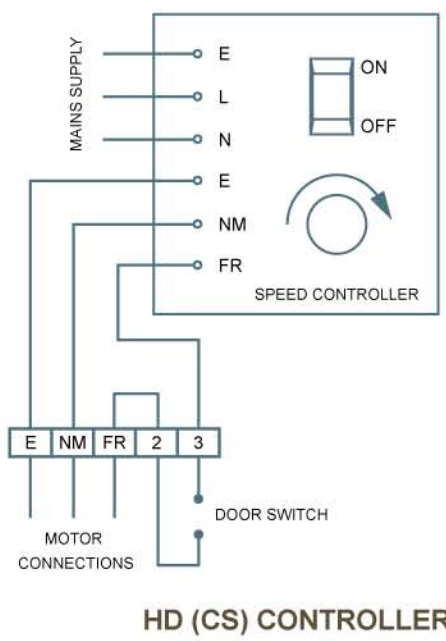 MAINS SUPPLY
E
L
N
E
NM
FR
ON
OFF
SPEED CONTROLLER
E NM FR 2 3
DOOR SWITCH
MOTOR
CONNECTIONS
HD (CS) CONTROLLER